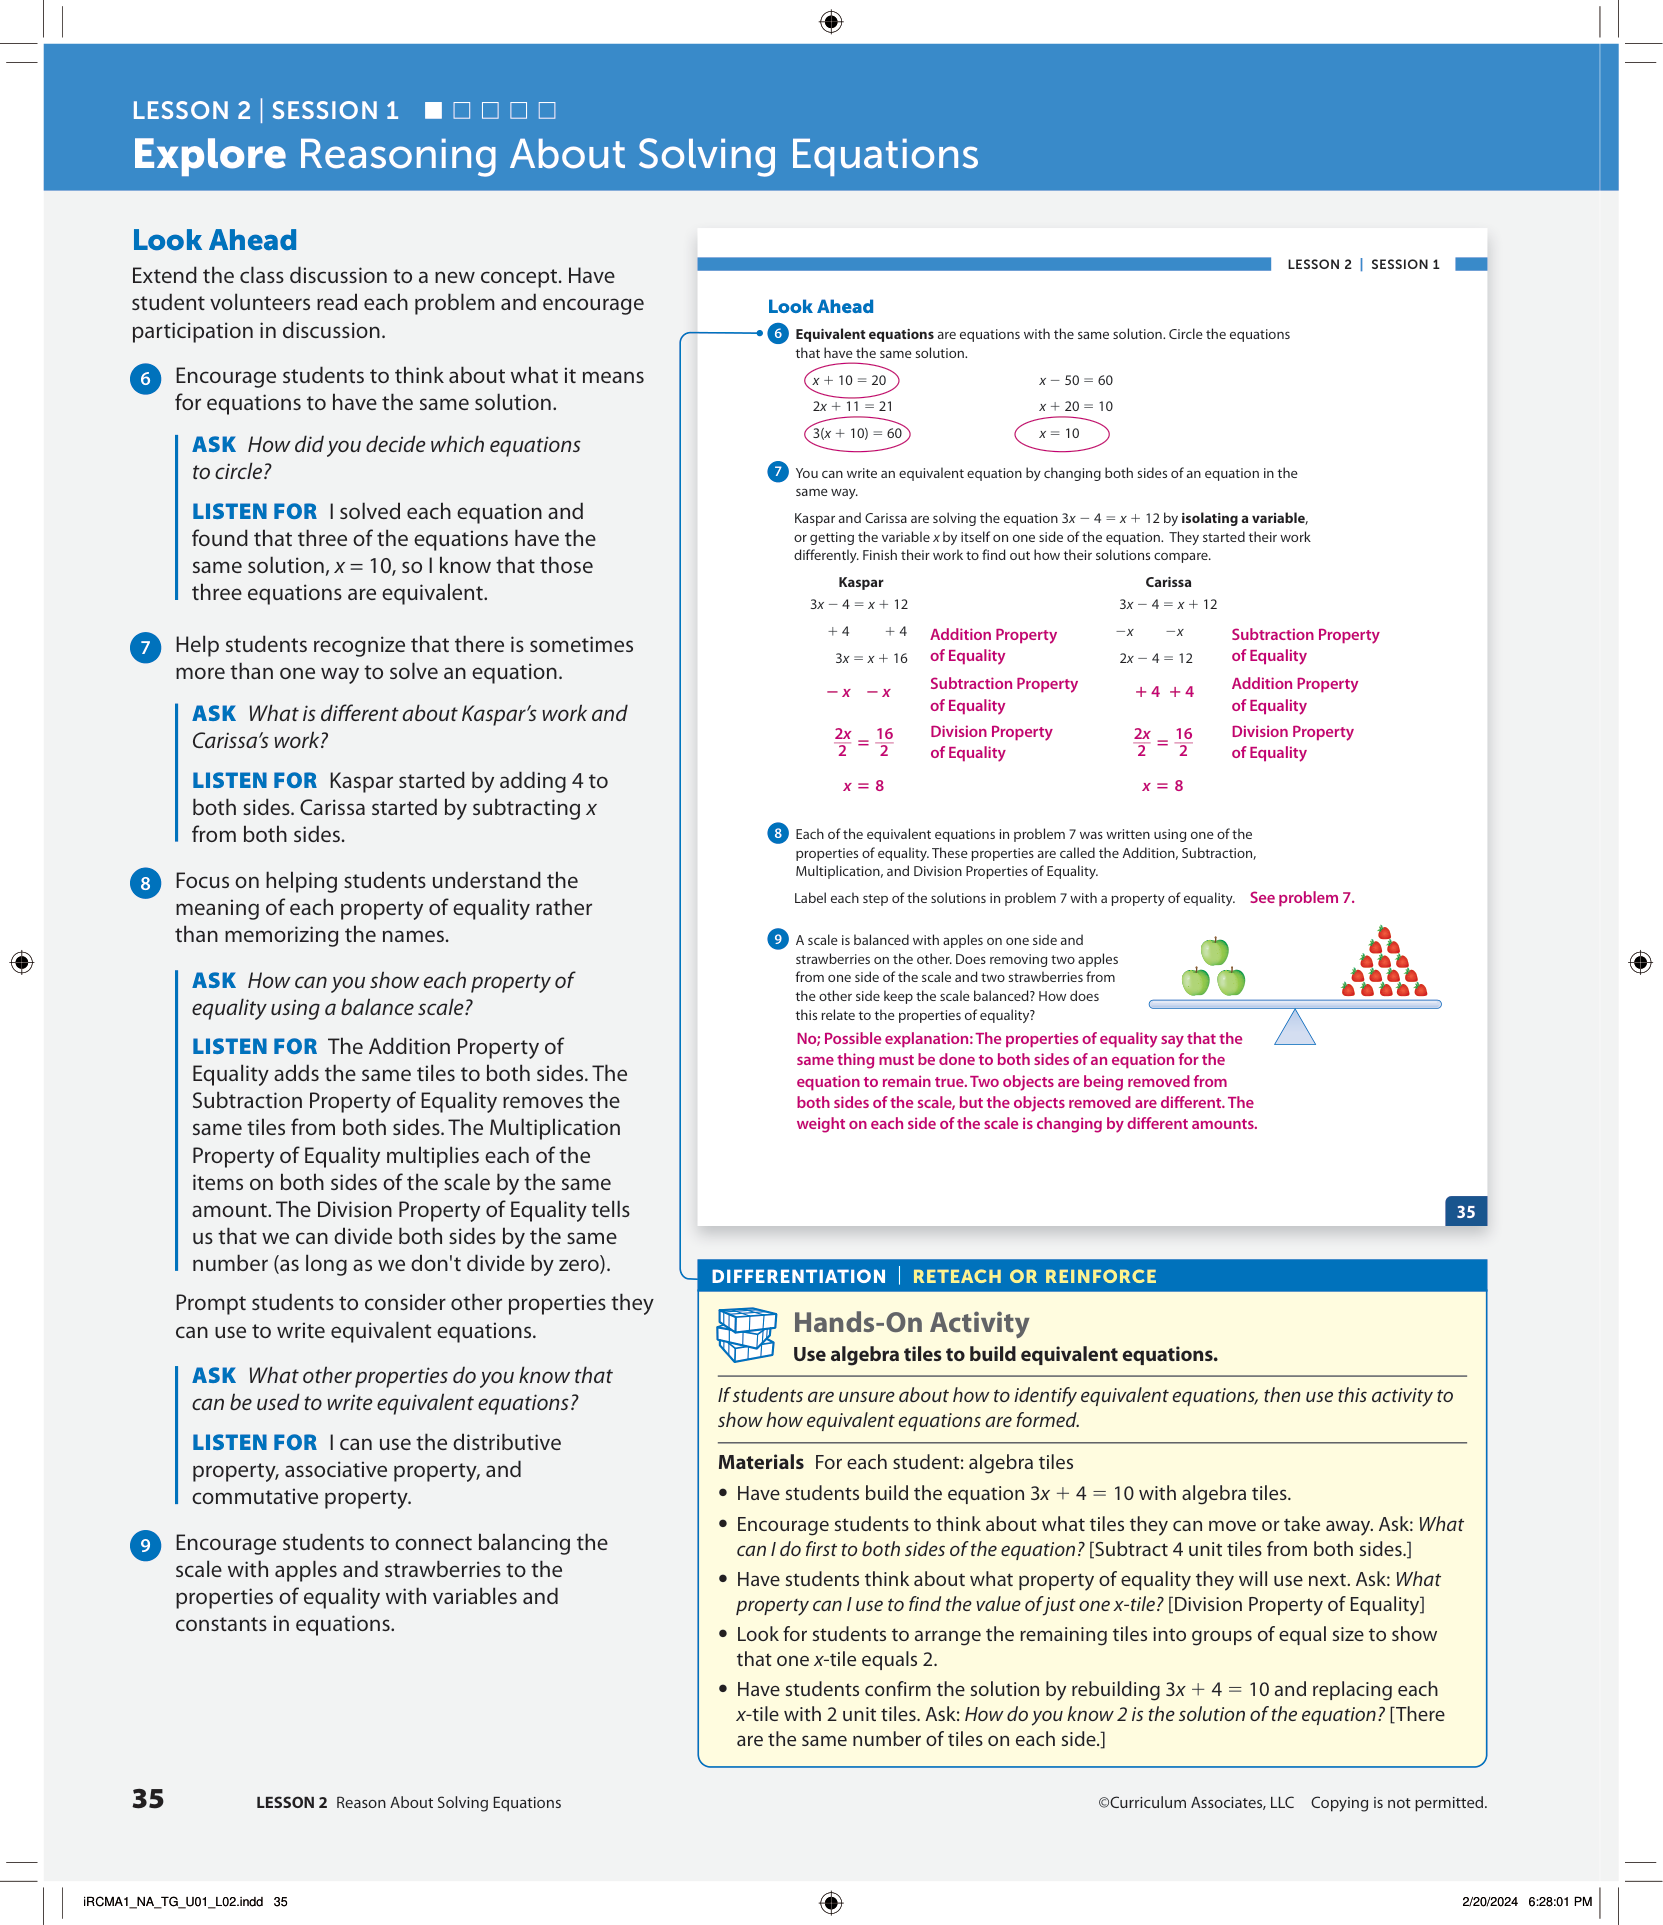 LESSON 2 | SESSION 1
Explore Reasoning About Solving Equations
Look Ahead
Extend the class discussion to a new concept. Have
student volunteers read each problem and encourage
participation in discussion.
6 Encourage students to think about what it means
for equations to have the same solution.
ASK How did you decide which equations
to circle?
LISTEN FOR I solved each equation and
found that three of the equations have the
same solution, x = 10, so I know that those
three equations are equivalent.
7 Help students recognize that there is sometimes
more than one way to solve an equation.
ASK What is different about Kaspar's work and
Carissa's work?
LISTEN FOR Kaspar started by adding 4 to
both sides. Carissa started by subtracting x
from both sides.
8 Focus on helping students understand the
meaning of each property of equality rather
than memorizing the names.
ASK How can you show each property of
equality using a balance scale?
LISTEN FOR The Addition Property of
Equality adds the same tiles to both sides. The
Subtraction Property of Equality removes the
same tiles from both sides. The Multiplication
Property of Equality multiplies each of the
items on both sides of the scale by the same
amount. The Division Property of Equality tells
us that we can divide both sides by the same
number (as long as we don't divide by zero).
Prompt students to consider other properties they
can use to write equivalent equations.
ASK What other properties do you know that
can be used to write equivalent equations?
LISTEN FOR I can use the distributive
property, associative property, and
commutative property.
9 Encourage students to connect balancing the
scale with apples and strawberries to the
properties of equality with variables and
constants in equations.
LESSON 2 | SESSION 1
Look Ahead
6 Equivalent equations are equations with the same solution. Circle the equations
that have the same solution.
x + 10 = 20 x − 50 = 60
2x + 11 = 21 x + 20 = 10
3(x + 10) = 60 x = 10
7 You can write an equivalent equation by changing both sides of an equation in the
same way.
Kaspar and Carissa are solving the equation 3x − 4 = x + 12 by isolating a variable,
or getting the variable x by itself on one side of the equation. They started their work
differently. Finish their work to find out how their solutions compare.
Kaspar
3x − 4 = x + 12
+ 4 + 4 Addition Property
of Equality
3x = x + 16
− x − x Subtraction Property
of Equality
2x/2 = 16/2 Division Property
of Equality
x = 8
Carissa
3x − 4 = x + 12
−x −x Subtraction Property
of Equality
2x − 4 = 12
+ 4 + 4 Addition Property
of Equality
2x/2 = 16/2 Division Property
of Equality
x = 8
8 Each of the equivalent equations in problem 7 was written using one of the
properties of equality. These properties are called the Addition, Subtraction,
Multiplication, and Division Properties of Equality.
Label each step of the solutions in problem 7 with a property of equality. See problem 7.
9 A scale is balanced with apples on one side and
strawberries on the other. Does removing two apples
from one side of the scale and two strawberries from
the other side keep the scale balanced? How does
this relate to the properties of equality?
No; Possible explanation: The properties of equality say that the
same thing must be done to both sides of an equation for the
equation to remain true. Two objects are being removed from
both sides of the scale, but the objects removed are different. The
weight on each side of the scale is changing by different amounts.
35
DIFFERENTIATION | RETEACH OR REINFORCE
Hands-On Activity
Use algebra tiles to build equivalent equations.
If students are unsure about how to identify equivalent equations, then use this activity to
show how equivalent equations are formed.
Materials For each student: algebra tiles
• Have students build the equation 3x + 4 = 10 with algebra tiles.
• Encourage students to think about what tiles they can move or take away. Ask: What
can I do first to both sides of the equation? [Subtract 4 unit tiles from both sides.]
• Have students think about what property of equality they will use next. Ask: What
property can I use to find the value of just one x-tile? [Division Property of Equality]
• Look for students to arrange the remaining tiles into groups of equal size to show
that one x-tile equals 2.
• Have students confirm the solution by rebuilding 3x + 4 = 10 and replacing each
x-tile with 2 unit tiles. Ask: How do you know 2 is the solution of the equation? [There
are the same number of tiles on each side.]
35 LESSON 2 Reason About Solving Equations
©Curriculum Associates, LLC Copying is not permitted.
iRCMA1_NA_TG_U01_L02.indd 35
2/20/2024 6:28:01 PM